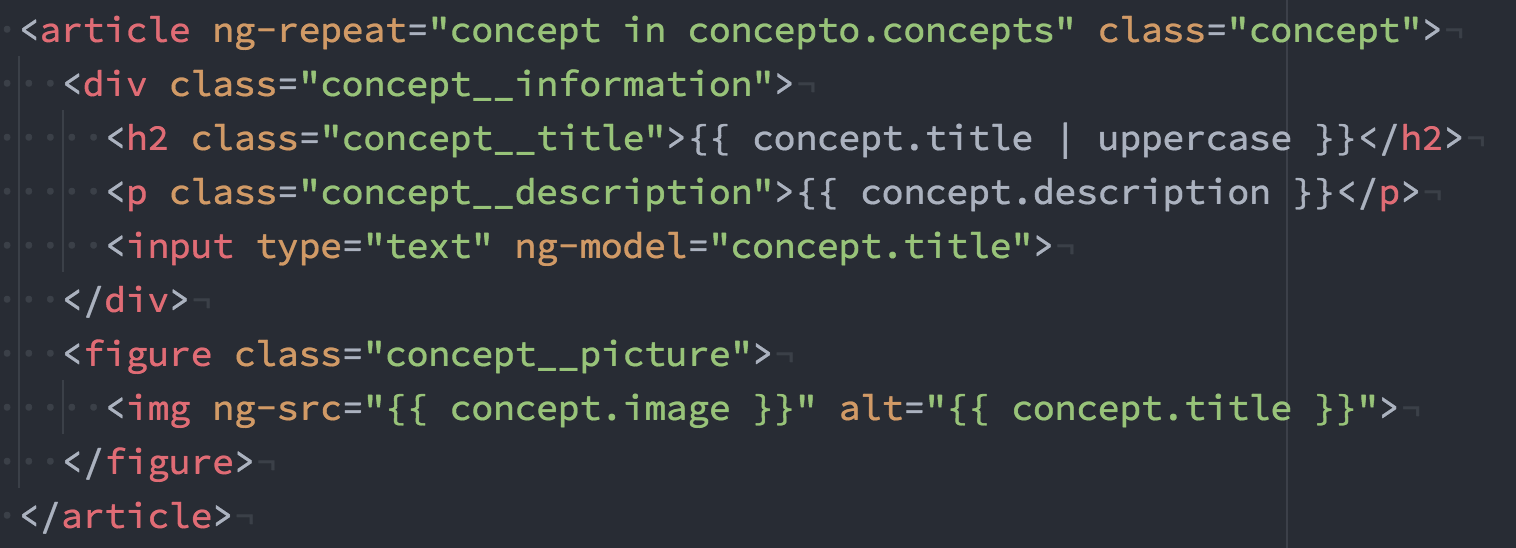 <article ng-repeat="concept in concepto.concepts" class="concept">
<div class="concept__information">
<h2 class="concept__title">{{ concept.title | uppercase }}</h2>
<p class="concept__description">{{ concept.description }}</p>
<input type="text" ng-model="concept.title">
</div>
<figure class="concept__picture">
<img ng-src="{{ concept.image }}" alt="{{ concept.title }}">
</figure>
</article>